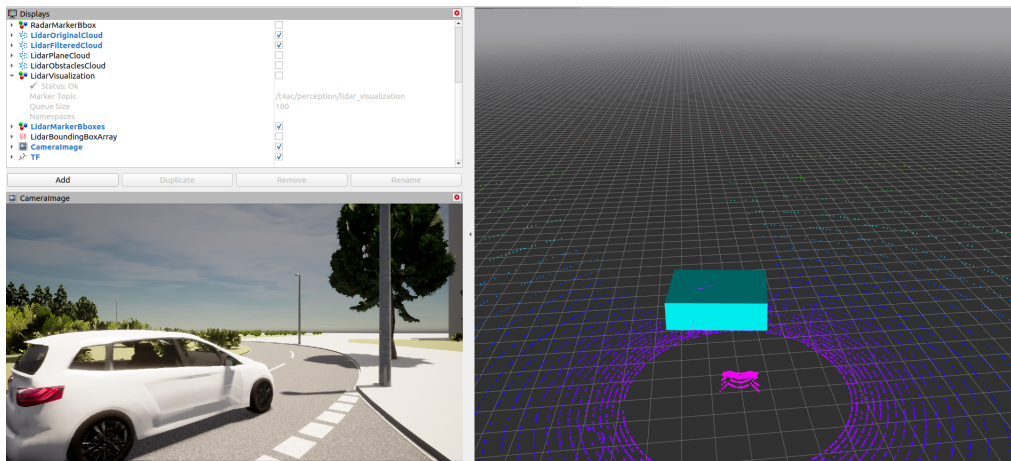 Displays
RadarMarkerBbox
LidarOriginalCloud
LidarFilteredCloud
LidarPlaneCloud
LidarObstaclesCloud
LidarVisualization
Status: Ok
Marker Topic /t4ac/perception/lidar_visualization
Queue Size 100
Namespaces
LidarMarkerBboxes
LidarBoundingBoxArray
CameraImage
TF
Add Duplicate Remove Rename
CameraImage